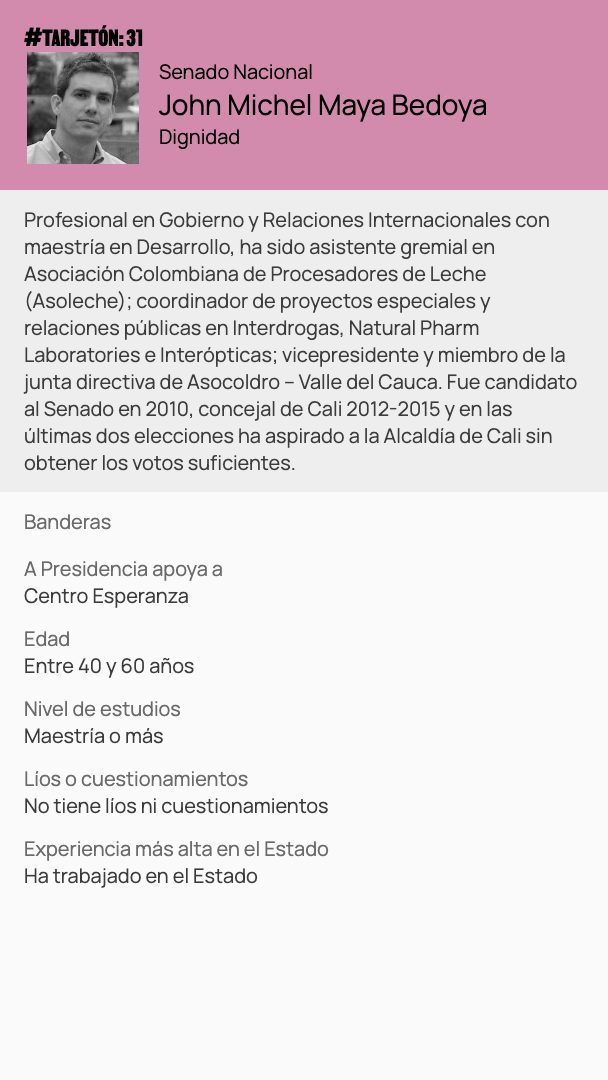 #TARJETÓN: 31
Senado Nacional
John Michel Maya Bedoya
Dignidad
Profesional en Gobierno y Relaciones Internacionales con
maestría en Desarrollo, ha sido asistente gremial en
Asociación Colombiana de Procesadores de Leche
(Asoleche); coordinador de proyectos especiales y
relaciones públicas en Interdrogas, Natural Pharm
Laboratories e Interópticas; vicepresidente y miembro de la
junta directiva de Asocoldro – Valle del Cauca. Fue candidato
al Senado en 2010, concejal de Cali 2012-2015 y en las
últimas dos elecciones ha aspirado a la Alcaldía de Cali sin
obtener los votos suficientes.
Banderas
A Presidencia apoya a
Centro Esperanza
Edad
Entre 40 y 60 años
Nivel de estudios
Maestría o más
Líos o cuestionamientos
No tiene líos ni cuestionamientos
Experiencia más alta en el Estado
Ha trabajado en el Estado